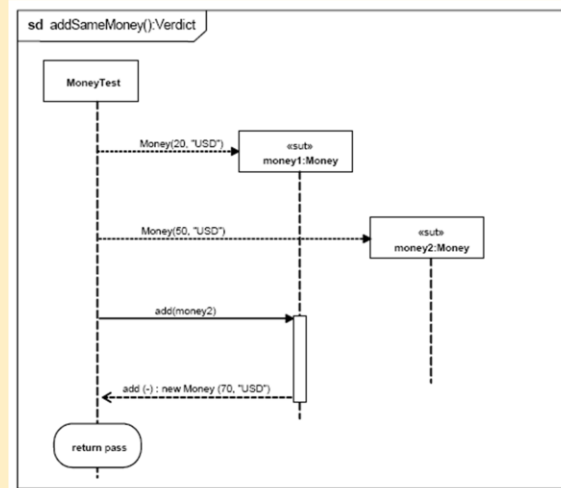 sd addSameMoney():Verdict
MoneyTest
Money(20, "USD")
«sut»
money1:Money
Money(50, "USD")
«sut»
money2:Money
add(money2)
add (-) : new Money (70, "USD")
return pass